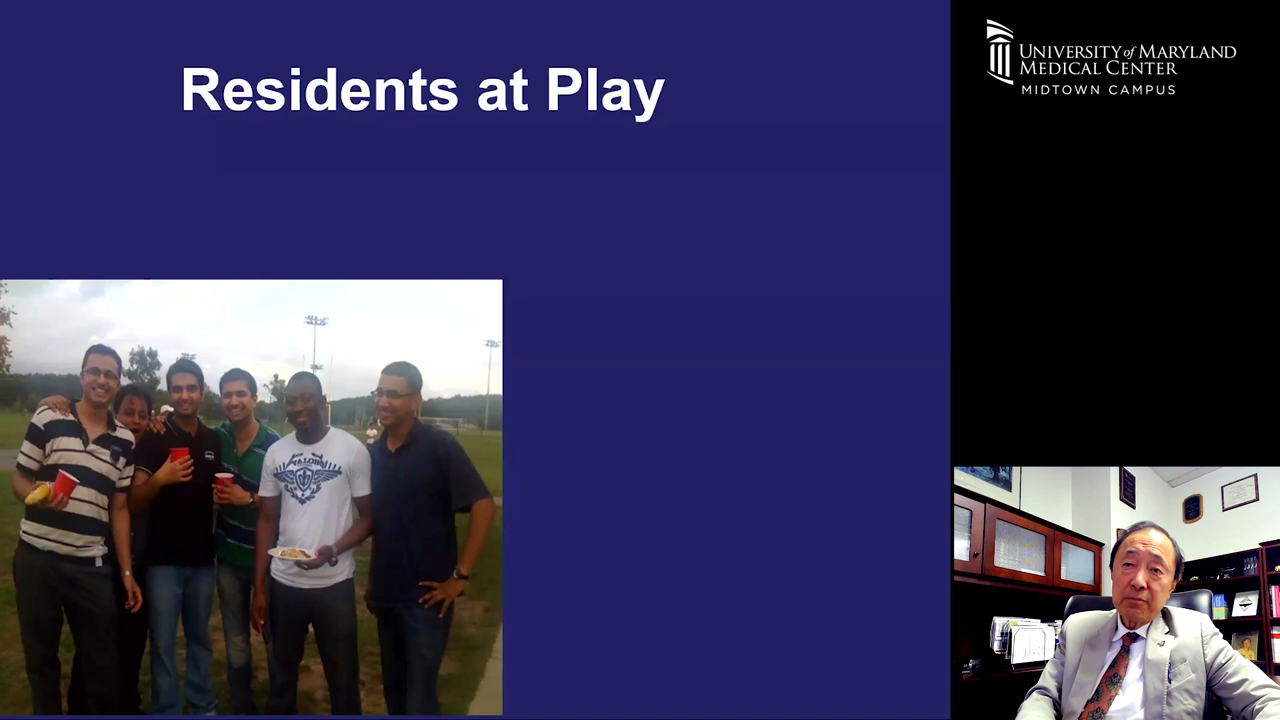 Residents at Play
UNIVERSITY of MARYLAND
MEDICAL CENTER
MIDTOWN CAMPUS
VALOR